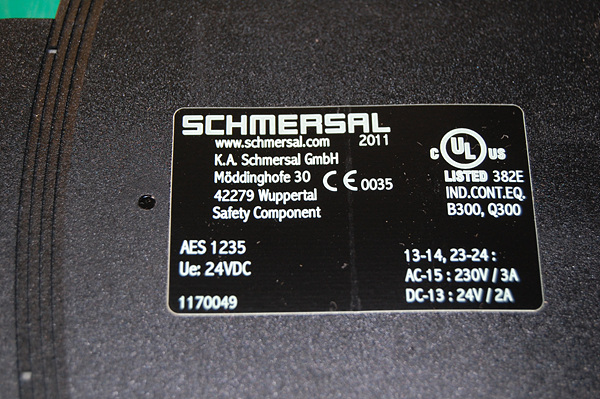 SCHMERSAL
www.schmersal.com 2011
K.A. Schmersal GmbH
Möddinghofe 30
42279 Wuppertal
Safety Component
CE 0035
C UL US
LISTED 382E
IND.CONT.EQ.
B300, Q300
AES 1235
Ue: 24VDC
1170049
13-14, 23-24 :
AC-15 : 230V / 3A
DC-13 : 24V / 2A